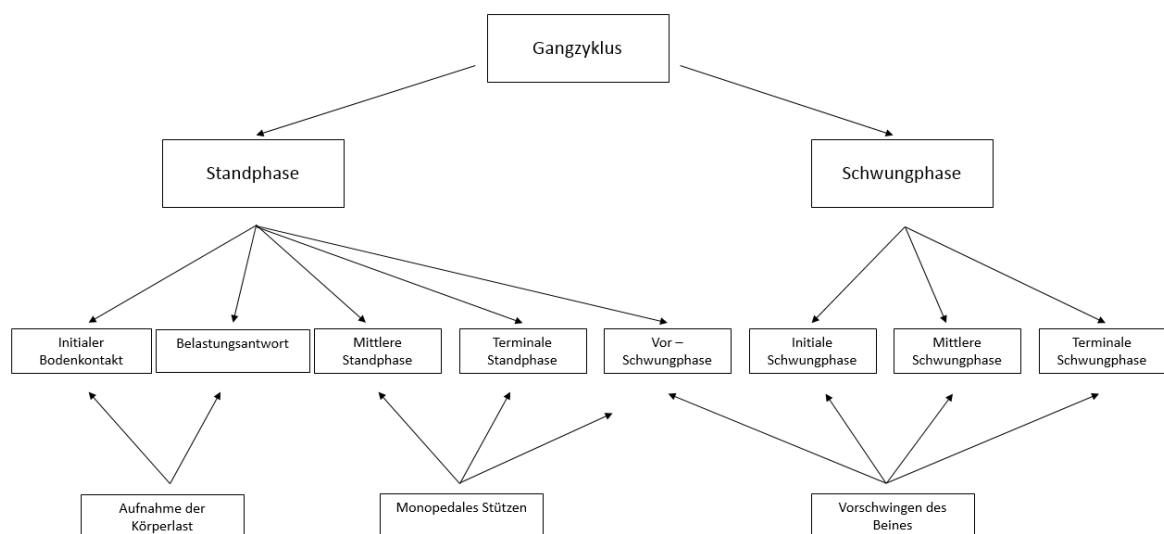 Gangzyklus
Standphase
Schwungphase
Initialer
Bodenkontakt
Belastungsantwort
Mittlere
Standphase
Terminale
Standphase
Vor –
Schwungphase
Initiale
Schwungphase
Mittlere
Schwungphase
Terminale
Schwungphase
Aufnahme der
Körperlast
Monopedales Stützen
Vorschwingen des
Beines